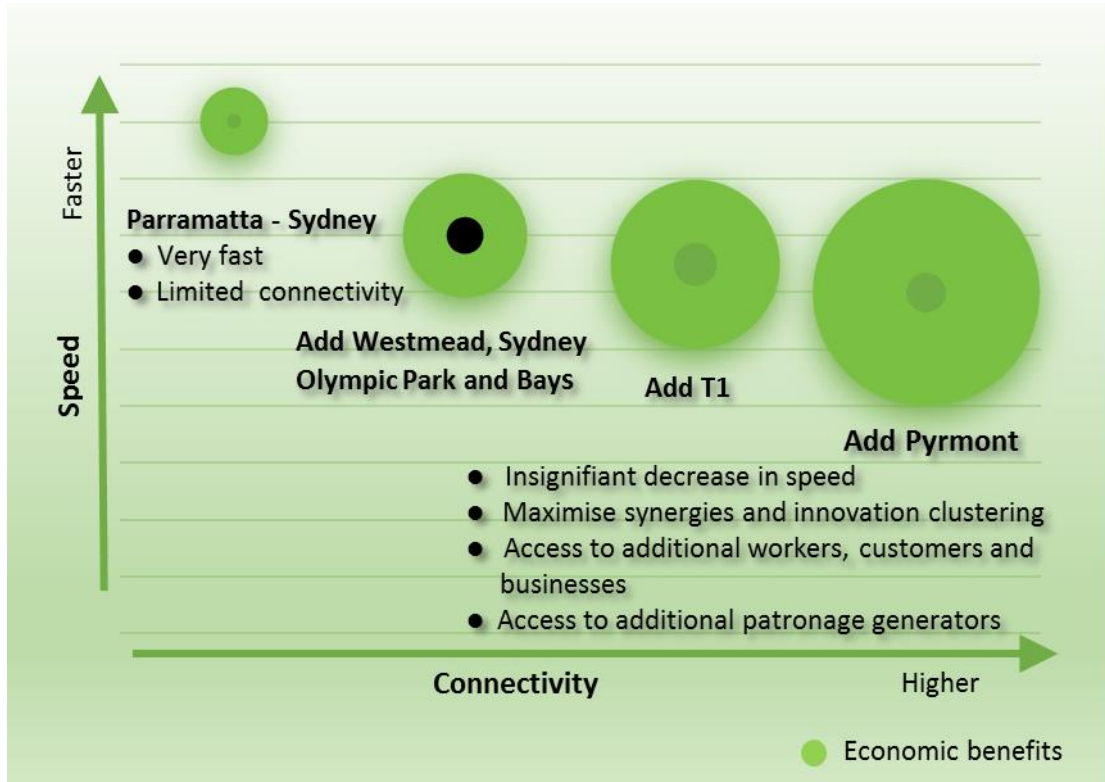 Faster
Speed
Parramatta - Sydney
● Very fast
● Limited connectivity
Add Westmead, Sydney
Olympic Park and Bays
Add T1
Add Pyrmont
● Insignifiant decrease in speed
● Maximise synergies and innovation clustering
● Access to additional workers, customers and
businesses
● Access to additional patronage generators
Connectivity
Higher
Economic benefits